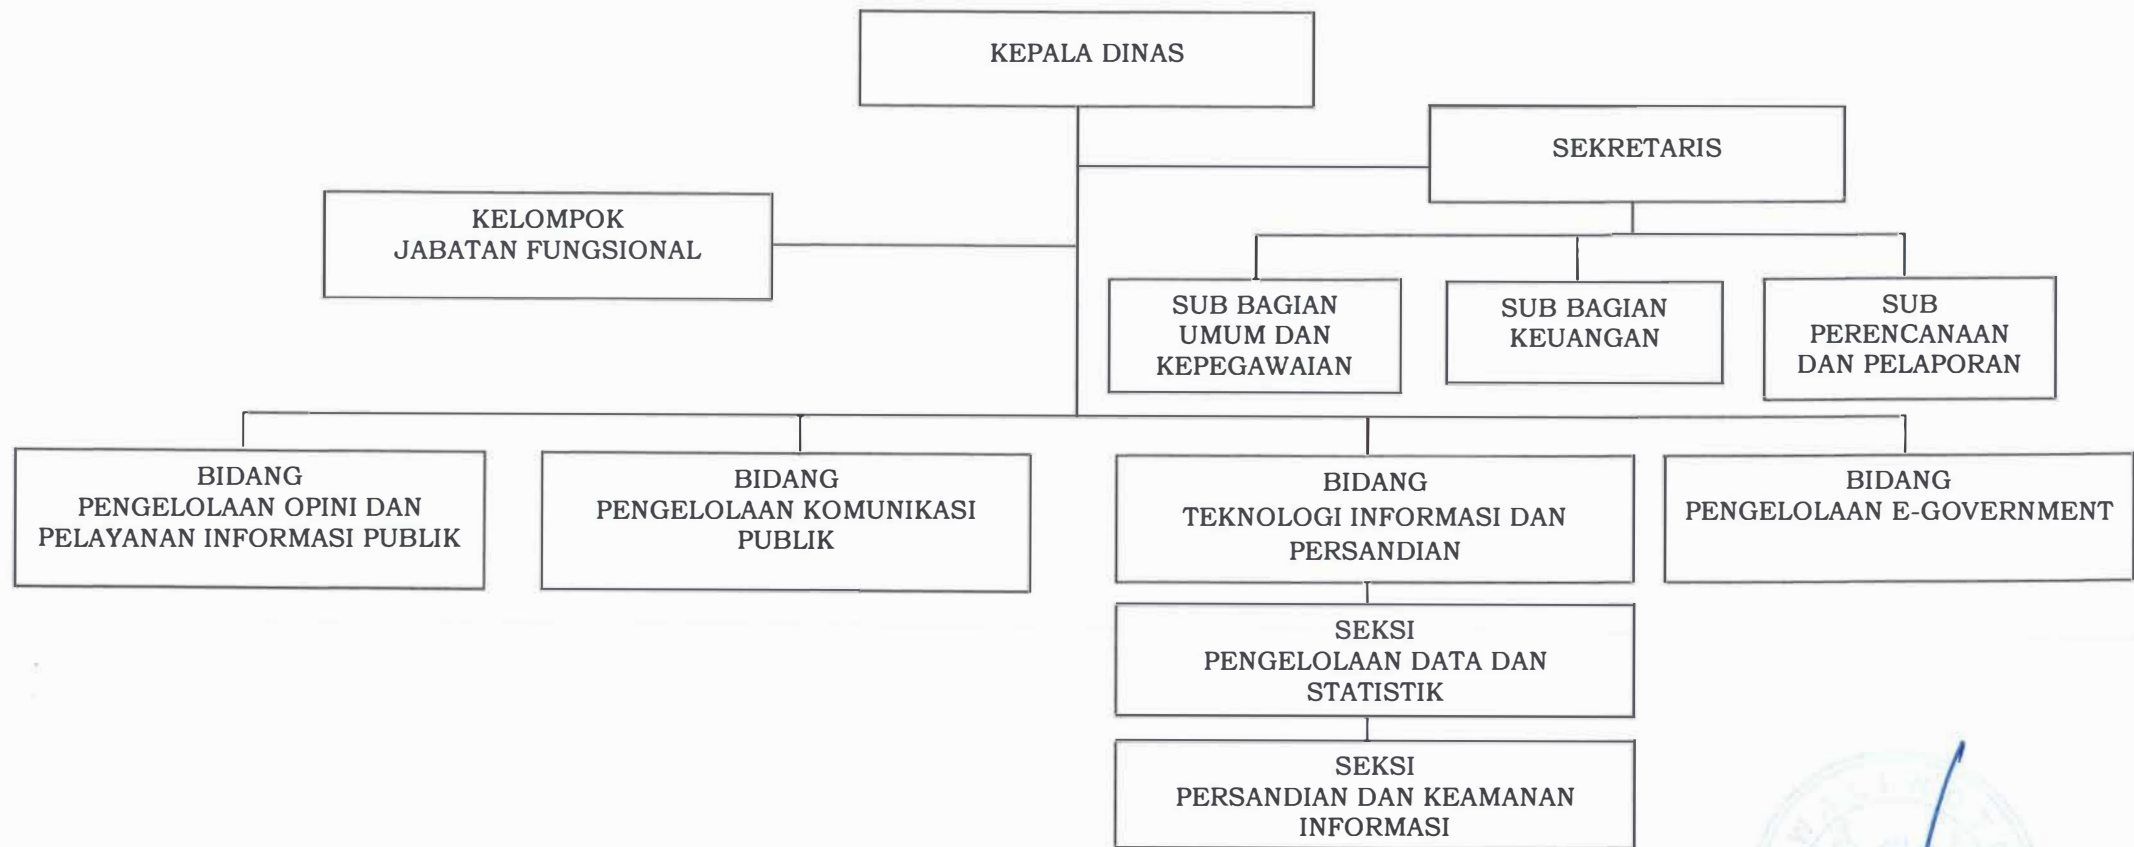 KEPALA DINAS
SEKRETARIS
KELOMPOK
JABATAN FUNGSIONAL
SUB BAGIAN
UMUM DAN
KEPEGAWAIAN
SUB BAGIAN
KEUANGAN
SUB
PERENCANAAN
DAN PELAPORAN
BIDANG
PENGELOLAAN OPINI DAN
PELAYANAN INFORMASI PUBLIK
BIDANG
PENGELOLAAN KOMUNIKASI
PUBLIK
BIDANG
TEKNOLOGI INFORMASI DAN
PERSANDIAN
BIDANG
PENGELOLAAN E-GOVERNMENT
SEKSI
PENGELOLAAN DATA DAN
STATISTIK
SEKSI
PERSANDIAN DAN KEAMANAN
INFORMASI